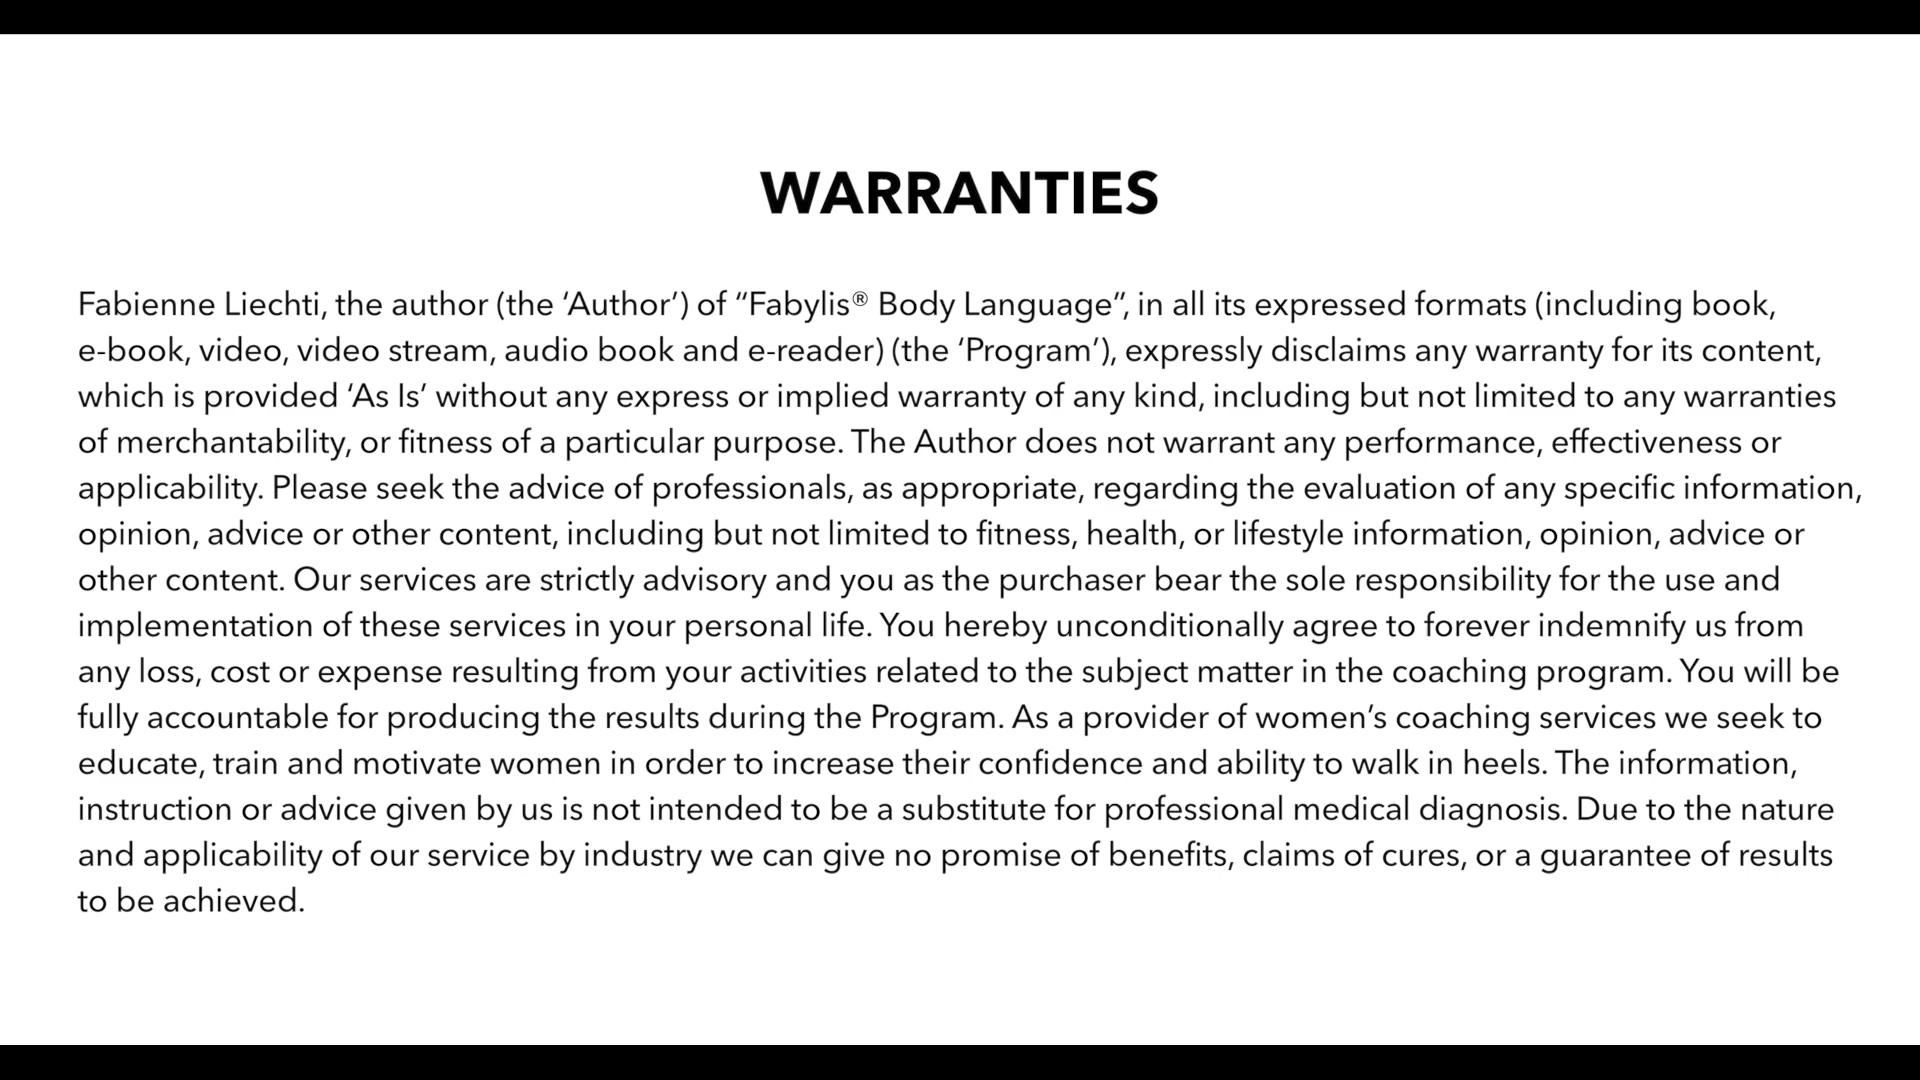 WARRANTIES
Fabienne Liechti, the author (the ‘Author’) of “Fabylis® Body Language”, in all its expressed formats (including book,
e-book, video, video stream, audio book and e-reader) (the ‘Program’), expressly disclaims any warranty for its content,
which is provided ‘As Is’ without any express or implied warranty of any kind, including but not limited to any warranties
of merchantability, or fitness of a particular purpose. The Author does not warrant any performance, effectiveness or
applicability. Please seek the advice of professionals, as appropriate, regarding the evaluation of any specific information,
opinion, advice or other content, including but not limited to fitness, health, or lifestyle information, opinion, advice or
other content. Our services are strictly advisory and you as the purchaser bear the sole responsibility for the use and
implementation of these services in your personal life. You hereby unconditionally agree to forever indemnify us from
any loss, cost or expense resulting from your activities related to the subject matter in the coaching program. You will be
fully accountable for producing the results during the Program. As a provider of women’s coaching services we seek to
educate, train and motivate women in order to increase their confidence and ability to walk in heels. The information,
instruction or advice given by us is not intended to be a substitute for professional medical diagnosis. Due to the nature
and applicability of our service by industry we can give no promise of benefits, claims of cures, or a guarantee of results
to be achieved.